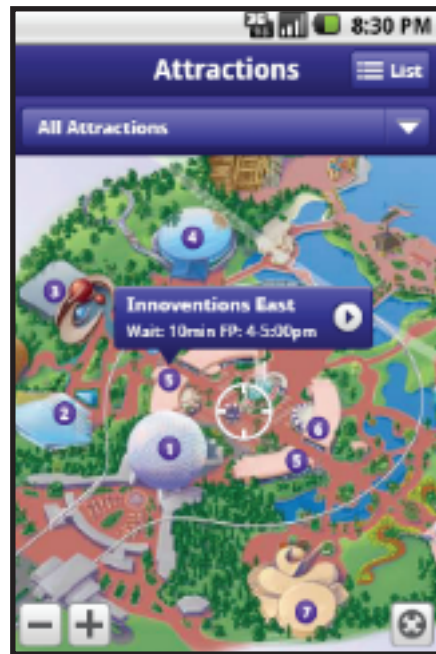 3G 8:30 PM
Attractions
List
All Attractions
4
3
Innoventions East
Wait: 10min FP: 4-5:00pm
5
2
6
1
5
7
− +